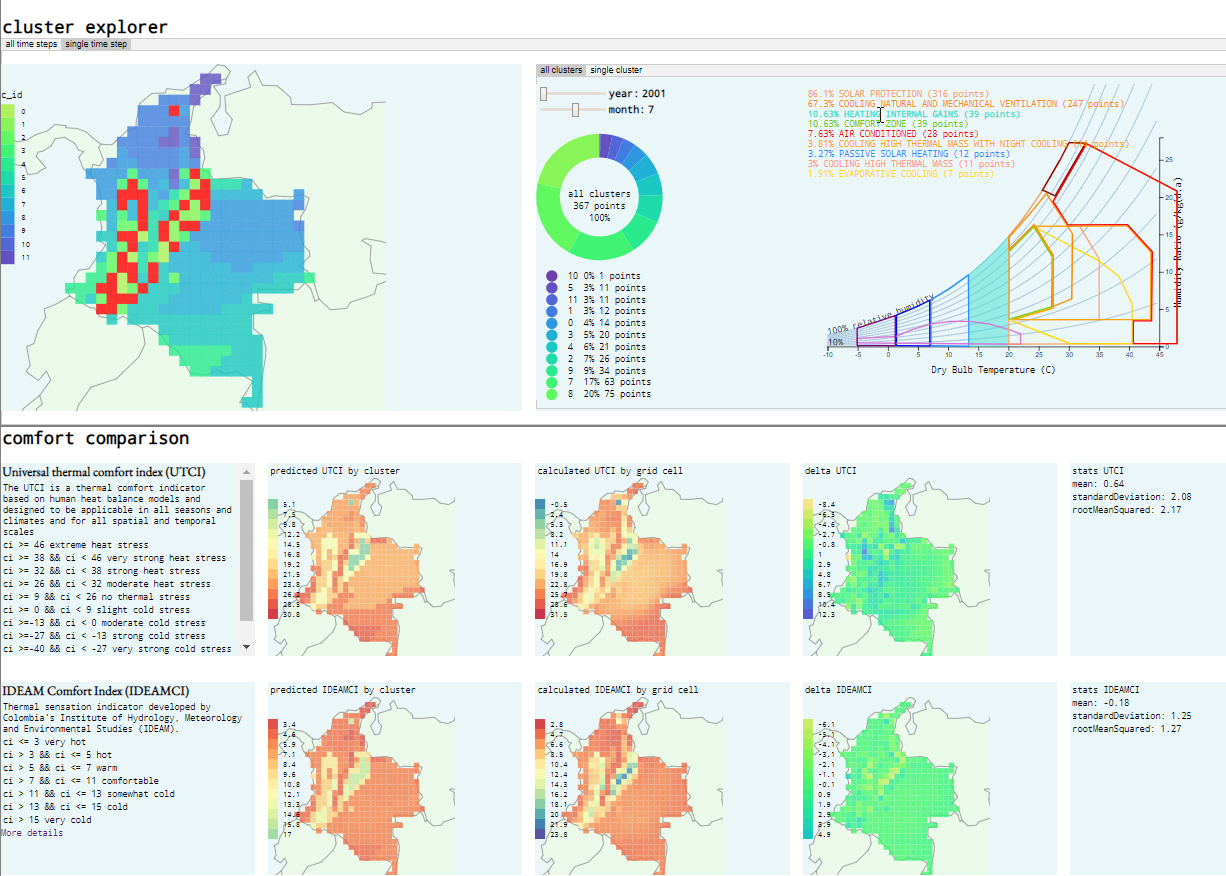 cluster explorer
all time steps single time step
c_id
0
1
2
3
4
5
6
7
8
9
10
11
all clusters single cluster
year: 2001
month: 7
all clusters
367 points
100%
10 0% 1 points
5 3% 11 points
11 3% 11 points
1 3% 12 points
0 4% 14 points
3 5% 20 points
4 6% 21 points
2 7% 26 points
9 9% 34 points
7 17% 63 points
8 20% 75 points
86.1% SOLAR PROTECTION (316 points)
67.3% COOLING NATURAL AND MECHANICAL VENTILATION (247 points)
10.63% HEATING INTERNAL GAINS (39 points)
10.63% COMFORT ZONE (39 points)
7.63% AIR CONDITIONED (28 points)
3.81% COOLING HIGH THERMAL MASS WITH NIGHT COOLING points)
3.27% PASSIVE SOLAR HEATING (12 points)
3% COOLING HIGH THERMAL MASS (11 points)
1.91% EVAPORATIVE COOLING (7 points)
25
20
15
10
5
0
Humidity Ratio (g/kg(d.a)
100% relative humidity
10%
-10 -5 0 5 10 15 20 25 30 35 40 45
Dry Bulb Temperature (C)
comfort comparison
Universal thermal comfort index (UTCI)
The UTCI is a thermal comfort indicator
based on human heat balance models and
designed to be applicable in all seasons and
climates and for all spatial and temporal
scales
ci >= 46 extreme heat stress
ci >= 38 && ci < 46 very strong heat stress
ci >= 32 && ci < 38 strong heat stress
ci >= 26 && ci < 32 moderate heat stress
ci >= 9 && ci < 26 no thermal stress
ci >= 0 && ci < 9 slight cold stress
ci >=-13 && ci < 0 moderate cold stress
ci >=-27 && ci < -13 strong cold stress
ci >=-40 && ci < -27 very strong cold stress
predicted UTCI by cluster
5.1
7.5
9.8
12.2
14.5
16.8
19.2
21.5
23.8
26.2
28.5
30.8
calculated UTCI by grid cell
-0.5
2.4
5.3
8.2
11.1
14
16.9
19.8
22.8
25.7
28.6
31.5
delta UTCI
-8.4
-6.5
-4.6
-2.7
-0.8
1
2.9
4.8
6.7
8.5
10.4
12.3
stats UTCI
mean: 0.64
standardDeviation: 2.08
rootMeanSquared: 2.17
IDEAM Comfort Index (IDEAMCI)
Thermal sensation indicator developed by
Colombia's Institute of Hydrology, Meteorology
and Environmental Studies (IDEAM).
ci <= 3 very hot
ci > 3 && ci <= 5 hot
ci > 5 && ci <= 7 warm
ci > 7 && ci <= 11 comfortable
ci > 11 && ci <= 13 somewhat cold
ci > 13 && ci <= 15 cold
ci > 15 very cold
More details
predicted IDEAMCI by cluster
3.4
4.6
5.9
7.1
8.4
9.6
10.8
12.1
13.3
14.6
15.8
17
calculated IDEAMCI by grid cell
2.8
4.7
6.6
8.5
10.4
12.4
14.3
16.2
18.1
20
21.9
23.8
delta IDEAMCI
-6.1
-5.1
-4.1
-3.1
-2.1
-1.1
-0.1
0.9
1.9
2.9
3.9
4.9
stats IDEAMCI
mean: -0.18
standardDeviation: 1.25
rootMeanSquared: 1.27